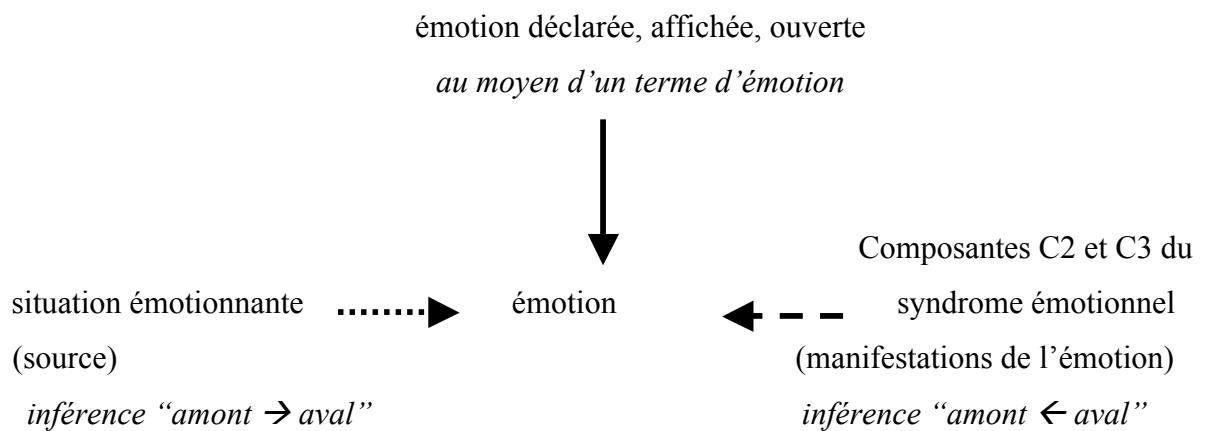 émotion déclarée, affichée, ouverte
au moyen d’un terme d’émotion
situation émotionnante
(source)
inférence “amont → aval”
émotion
Composantes C2 et C3 du
syndrome émotionnel
(manifestations de l’émotion)
inférence “amont ← aval”